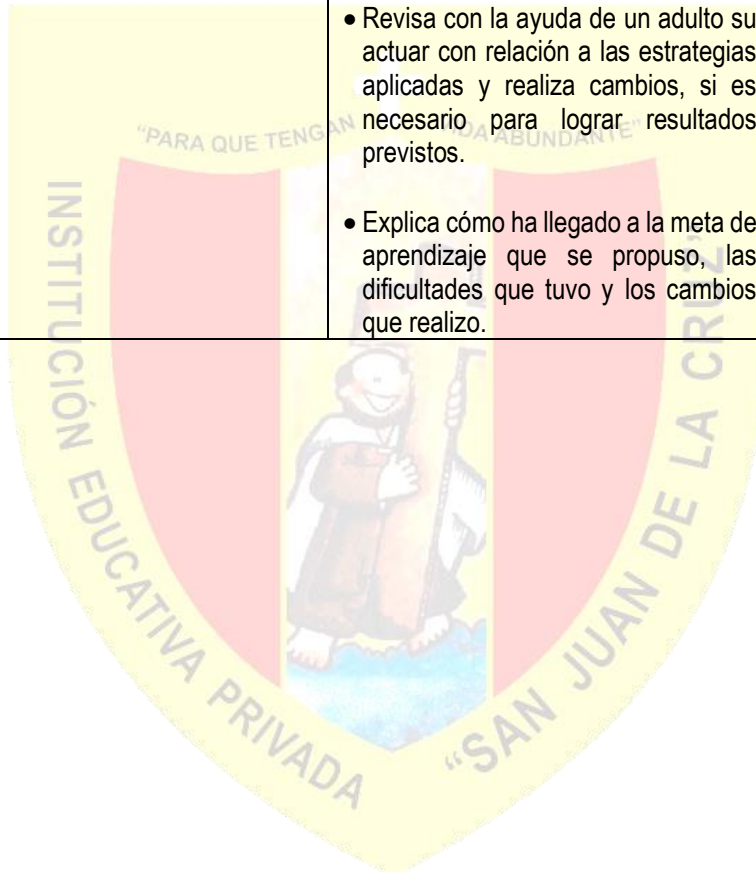 • Revisa con la ayuda de un adulto su
actuar con relación a las estrategias
aplicadas y realiza cambios, si es
necesario para lograr resultados
previstos.
• Explica cómo ha llegado a la meta de
aprendizaje que se propuso, las
dificultades que tuvo y los cambios
que realizo.
“PARA QUE TENGAN VIDA ABUNDANTE”
INSTITUCIÓN EDUCATIVA PRIVADA
“SAN JUAN DE LA CRUZ”